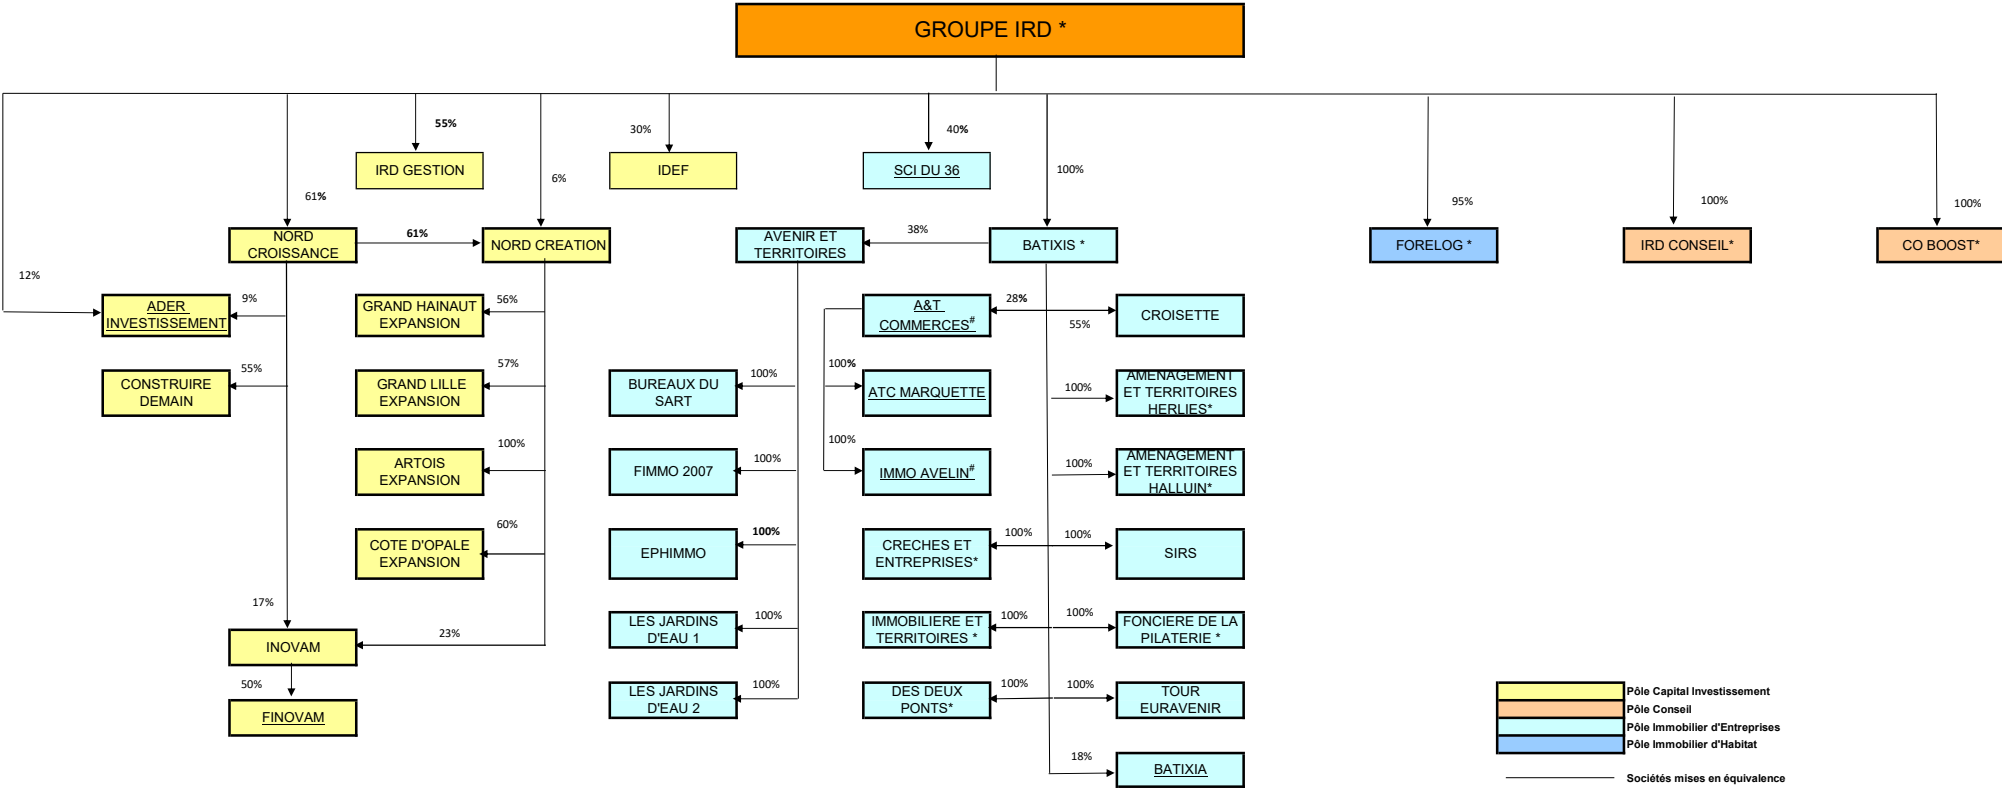 GROUPE IRD *
55%
30%
40%
IRD GESTION
IDEF
SCI DU 36
61%
6%
100%
95%
100%
100%
NORD
CROISSANCE
61%
NORD CREATION
AVENIR ET
TERRITOIRES
38%
BATIXIS *
FORELOG *
IRD CONSEIL*
CO BOOST*
12%
ADER
INVESTISSEMENT
9%
GRAND HAINAUT
EXPANSION
56%
A&T
COMMERCES#
28%
55%
CROISETTE
CONSTRUIRE
DEMAIN
55%
GRAND LILLE
EXPANSION
57%
BUREAUX DU
SART
100%
100%
ATC MARQUETTE
100%
AMENAGEMENT
ET TERRITOIRES
HERLIES*
ARTOIS
EXPANSION
100%
FIMMO 2007
100%
100%
IMMO AVELIN#
100%
AMENAGEMENT
ET TERRITOIRES
HALLUIN*
COTE D'OPALE
EXPANSION
60%
EPHIMMO
100%
CRECHES ET
ENTREPRISES*
100%
100%
SIRS
17%
INOVAM
23%
LES JARDINS
D'EAU 1
100%
IMMOBILIERE ET
TERRITOIRES *
100%
100%
FONCIERE DE LA
PILATERIE *
50%
FINOVAM
LES JARDINS
D'EAU 2
100%
DES DEUX
PONTS*
100%
100%
TOUR
EURAVENIR
18%
BATIXIA
Pôle Capital Investissement
Pôle Conseil
Pôle Immobilier d'Entreprises
Pôle Immobilier d'Habitat
Sociétés mises en équivalence